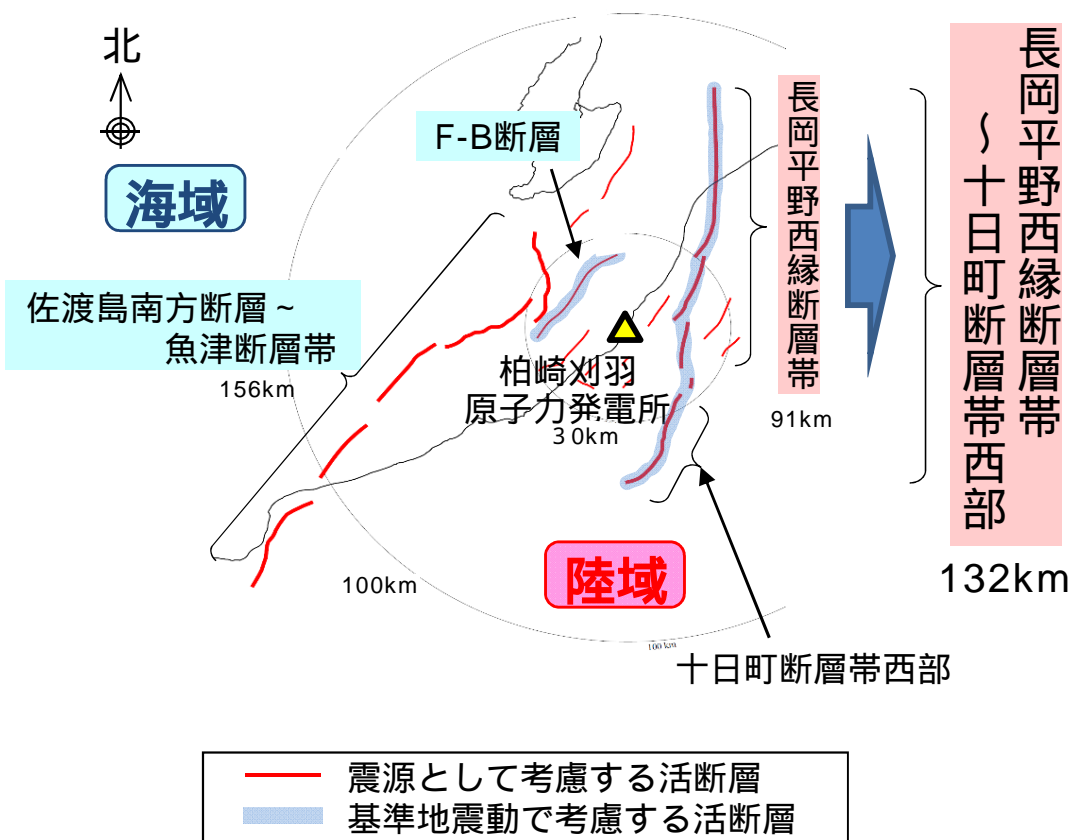 北
海域
F-B断層
佐渡島南方断層~
魚津断層帯
156km
柏崎刈羽
原子力発電所
30km
長岡平野西縁断層帯
91km
長岡平野西縁断層帯
～十日町断層帯西部
132km
100km
陸域
100 km
十日町断層帯西部
震源として考慮する活断層
基準地震動で考慮する活断層